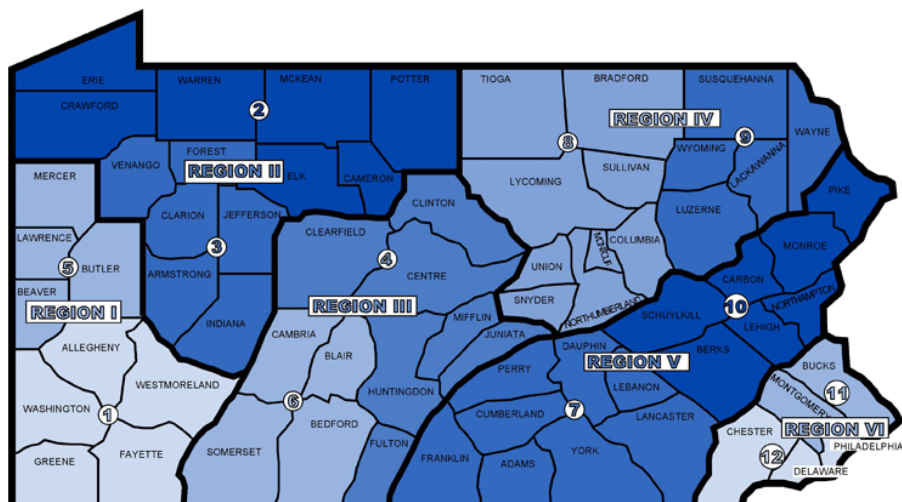 ERIE
WARREN
MCKEAN
POTTER
TIOGA
BRADFORD
SUSQUEHANNA
CRAWFORD
2
REGION IV
WAYNE
8
9
VENANGO
FOREST
WYOMING
LACKAWANNA
MERCER
REGION II
ELK
CAMERON
LYCOMING
SULLIVAN
PIKE
CLARION
JEFFERSON
CLINTON
LUZERNE
LAWRENCE
CLEARFIELD
COLUMBIA
MONROE
3
4
5
BUTLER
ARMSTRONG
CENTRE
UNION
CARBON
BEAVER
SNYDER
NORTHUMBERLAND
NORTHAMPTON
REGION I
REGION III
10
INDIANA
CAMBRIA
MIFFLIN
SCHUYLKILL
LEHIGH
ALLEGHENY
JUNIATA
DAUPHIN
BLAIR
REGION V
BERKS
PERRY
BUCKS
WESTMORELAND
HUNTINGDON
LEBANON
MONTGOMERY
11
WASHINGTON
1
6
CUMBERLAND
7
LANCASTER
BEDFORD
CHESTER
REGION VI
FULTON
PHILADELPHIA
GREENE
FAYETTE
SOMERSET
FRANKLIN
ADAMS
YORK
12
DELAWARE